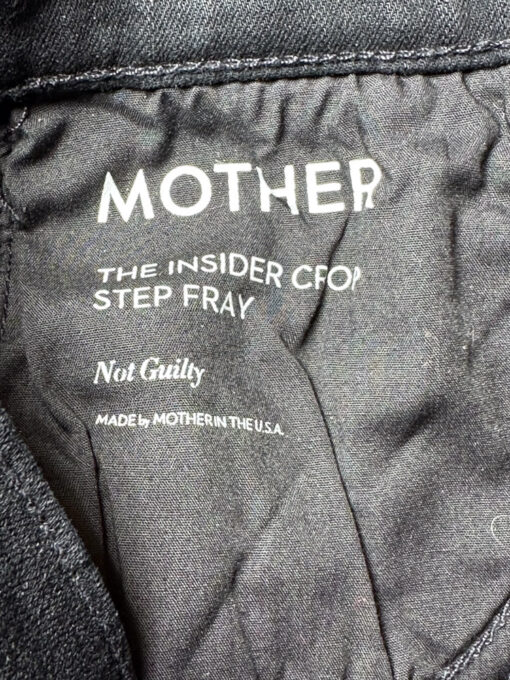 MOTHER
THE INSIDER CROP
STEP FRAY
Not Guilty
MADE by MOTHER IN THE U.S.A.